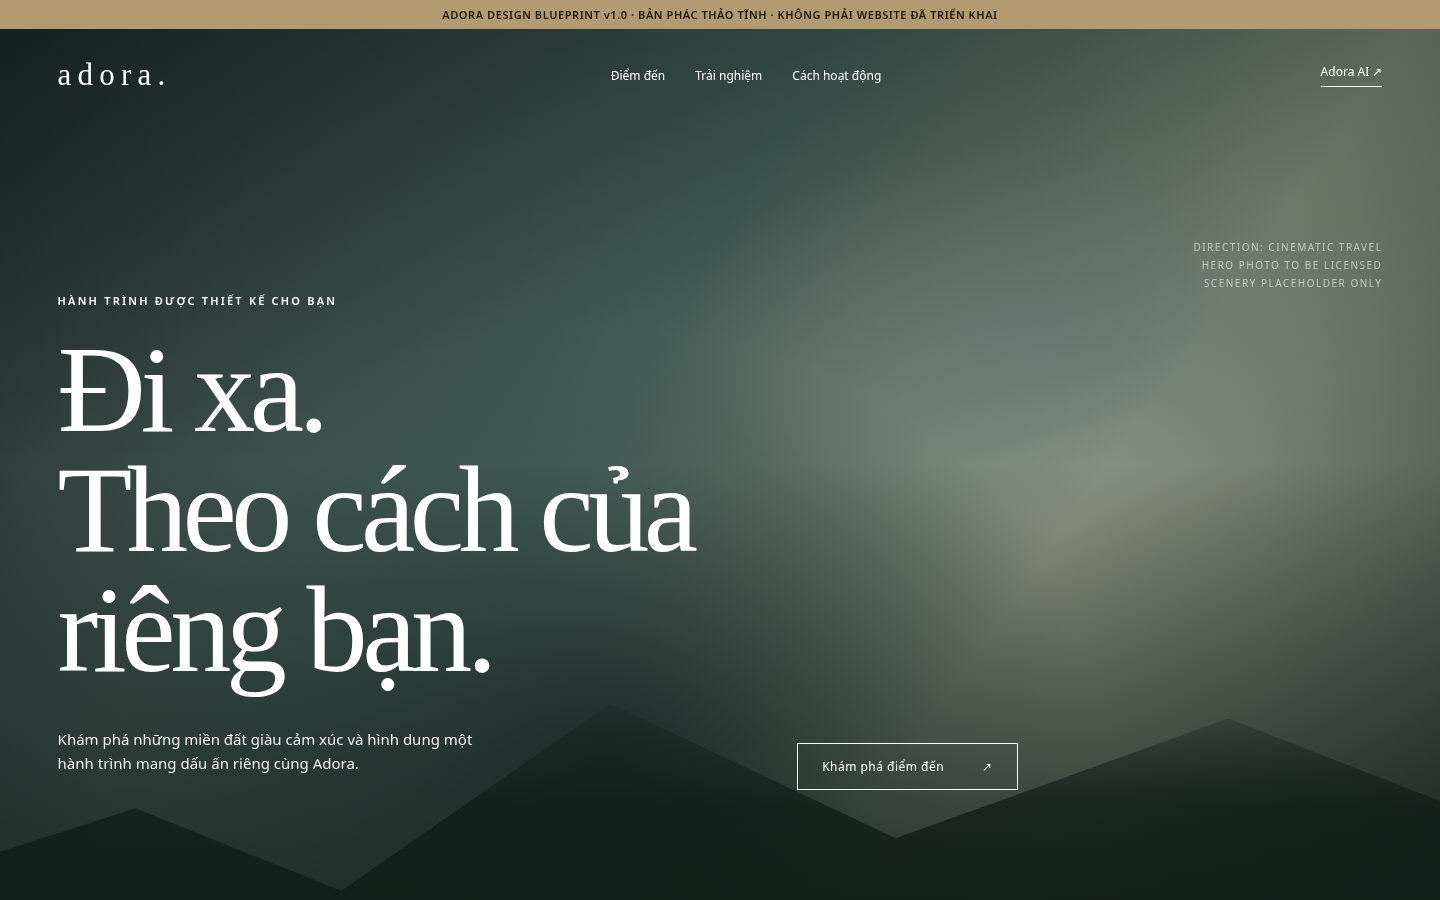 ADORA DESIGN BLUEPRINT v1.0 · BẢN PHÁC THẢO TĨNH · KHÔNG PHẢI WEBSITE ĐÃ TRIỂN KHAI
adora.
Điểm đến
Trải nghiệm
Cách hoạt động
Adora AI ↗
DIRECTION: CINEMATIC TRAVEL
HERO PHOTO TO BE LICENSED
SCENERY PLACEHOLDER ONLY
HÀNH TRÌNH ĐƯỢC THIẾT KẾ CHO BẠN
Đi xa.
Theo cách của
riêng bạn.
Khám phá những miền đất giàu cảm xúc và hình dung một
hành trình mang dấu ấn riêng cùng Adora.
Khám phá điểm đến ↗